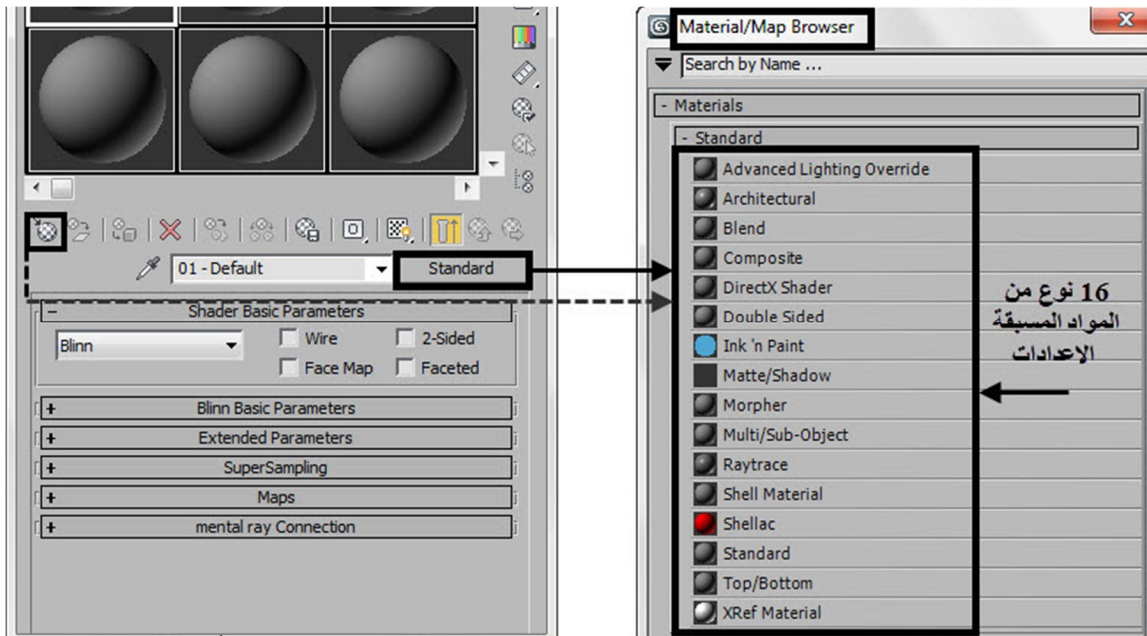 01 - Default
Standard
Shader Basic Parameters
Blinn
Wire
2-Sided
Face Map
Faceted
Blinn Basic Parameters
Extended Parameters
SuperSampling
Maps
mental ray Connection
Material/Map Browser
Search by Name ...
- Materials
- Standard
Advanced Lighting Override
Architectural
Blend
Composite
DirectX Shader
Double Sided
Ink 'n Paint
Matte/Shadow
Morpher
Multi/Sub-Object
Raytrace
Shell Material
Shellac
Standard
Top/Bottom
XRef Material
16 نوع من
المواد المسبقة
الاعدادات